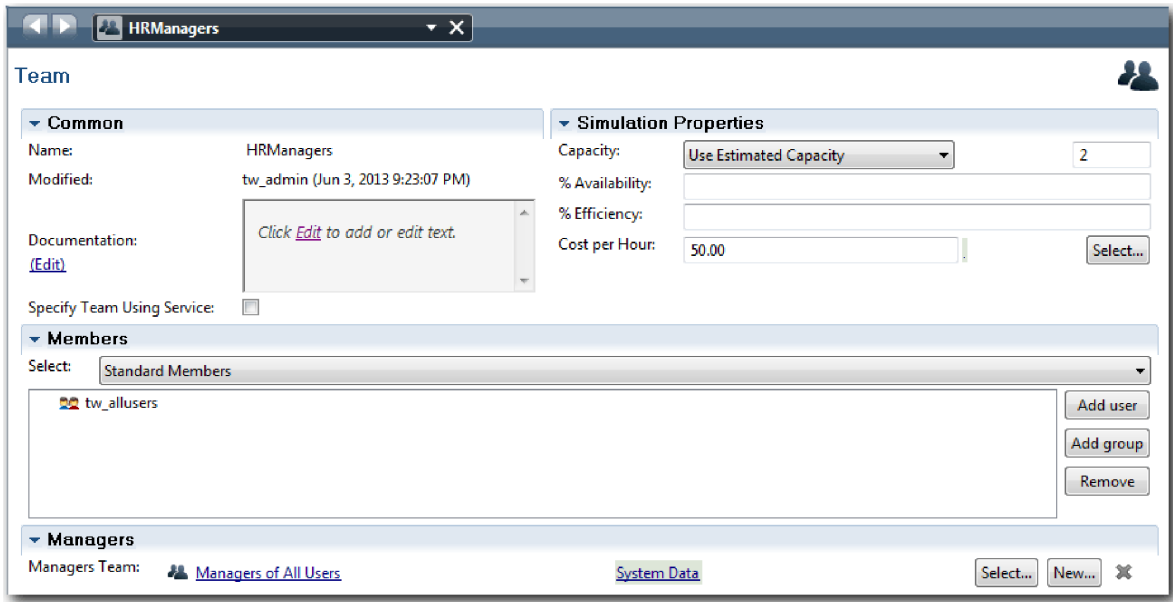 HRManagers
Team
Common
Name: HRManagers
Modified: tw_admin (Jun 3, 2013 9:23:07 PM)
Documentation:
(Edit)
Click Edit to add or edit text.
Specify Team Using Service:
Simulation Properties
Capacity: Use Estimated Capacity 2
% Availability:
% Efficiency:
Cost per Hour: 50.00 . Select...
Members
Select: Standard Members
tw_allusers
Add user
Add group
Remove
Managers
Managers Team: Managers of All Users System Data Select... New...